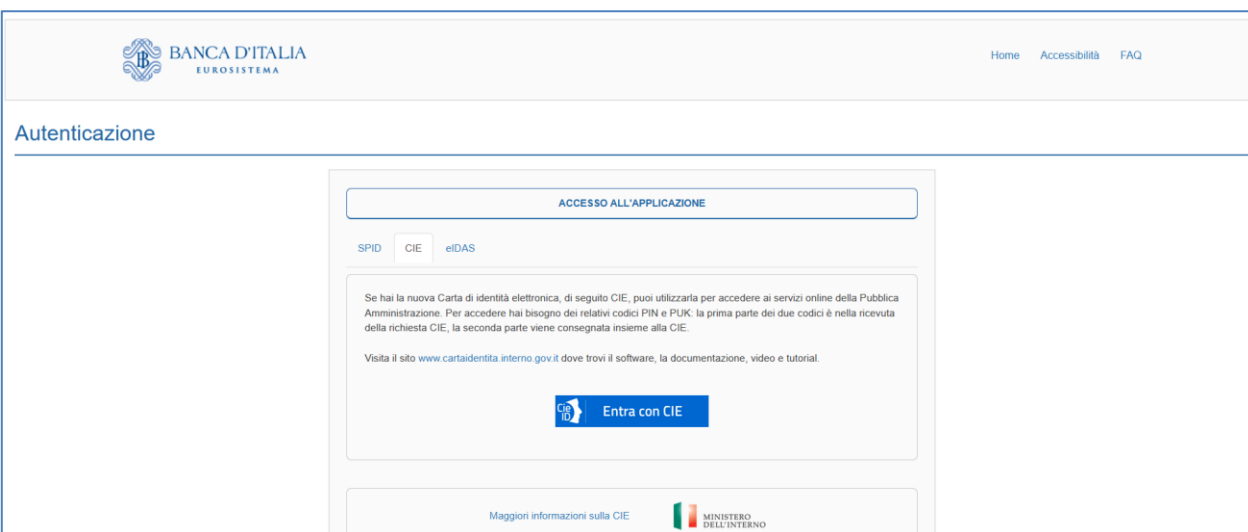 BANCA D'ITALIA
EUROSISTEMA
Home Accessibilità FAQ
Autenticazione
ACCESSO ALL'APPLICAZIONE
SPID CIE eIDAS
Se hai la nuova Carta di identità elettronica, di seguito CIE, puoi utilizzarla per accedere ai servizi online della Pubblica
Amministrazione. Per accedere hai bisogno dei relativi codici PIN e PUK: la prima parte dei due codici è nella ricevuta
della richiesta CIE, la seconda parte viene consegnata insieme alla CIE.
Visita il sito www.cartaidentita.interno.gov.it dove trovi il software, la documentazione, video e tutorial.
Cie ID Entra con CIE
Maggiori informazioni sulla CIE
MINISTERO
DELL'INTERNO